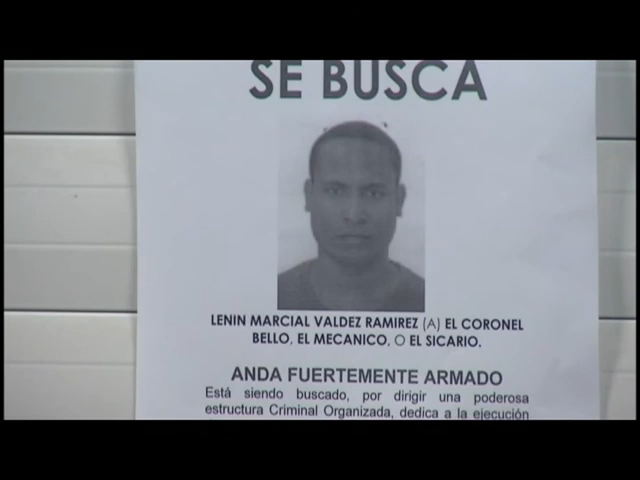 SE BUSCA
LENIN MARCIAL VALDEZ RAMIREZ (A) EL CORONEL
BELLO, EL MECANICO, O EL SICARIO.
ANDA FUERTEMENTE ARMADO
Está siendo buscado, por dirigir una poderosa
estructura Criminal Organizada, dedica a la ejecución